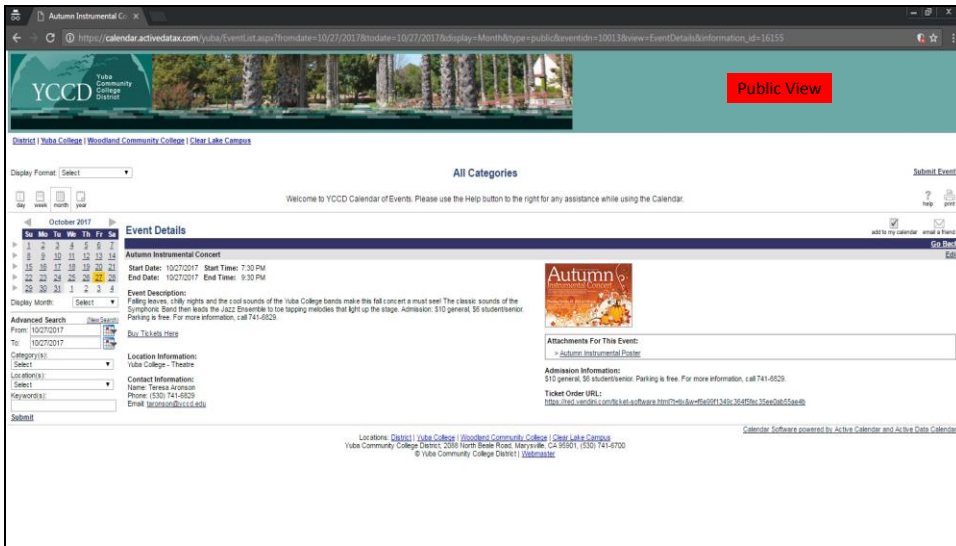 Autumn Instrumental Co
https://calendar.activedatax.com/yuba/EventList.aspx?fromdate=10/27/2017&todate=10/27/2017&display=Month&type=public&eventidn=10013&view=EventDetails&information_id=16155
YCCD Yuba Community College District
Public View
District | Yuba College | Woodland Community College | Clear Lake Campus
Display Format: Select
All Categories
Submit Event
day week month year
Welcome to YCCD Calendar of Events. Please use the Help button to the right for any assistance while using the Calendar.
help print
October 2017
Su Mo Tu We Th Fr Sa
1 2 3 4 5 6 7
8 9 10 11 12 13 14
15 16 17 18 19 20 21
22 23 24 25 26 27 28
29 30 31 1 2 3 4
Display Month: Select
Advanced Search [New Search]
From: 10/27/2017
To: 10/27/2017
Category(s):
Select
Location(s):
Select
Keyword(s):
Submit
Event Details
add to my calendar email a friend
Go Back
Autumn Instrumental Concert
Edit
Start Date: 10/27/2017 Start Time: 7:30 PM
End Date: 10/27/2017 End Time: 9:30 PM
Event Description:
Falling leaves, chilly nights and the cool sounds of the Yuba College bands make this fall concert a must see! The classic sounds of the
Symphonic Band then leads the Jazz Ensemble to toe tapping melodies that light up the stage. Admission: $10 general, $6 student/senior.
Parking is free. For more information, call 741-6829.
Buy Tickets Here
Location Information:
Yuba College - Theatre
Contact Information:
Name: Teresa Aronson
Phone: (530) 741-6829
Email: taronson@yccd.edu
Autumn
Instrumental Concert
Attachments For This Event:
> Autumn Instrumental Poster
Admission Information:
$10 general, $6 student/senior. Parking is free. For more information, call 741-6829.
Ticket Order URL:
Calendar Software powered by Active Calendar and Active Data Calendar
Locations: District | Yuba College | Woodland Community College | Clear Lake Campus
Yuba Community College District, 2088 North Beale Road, Marysville, CA 95901, (530) 741-6700
© Yuba Community College District | Webmaster